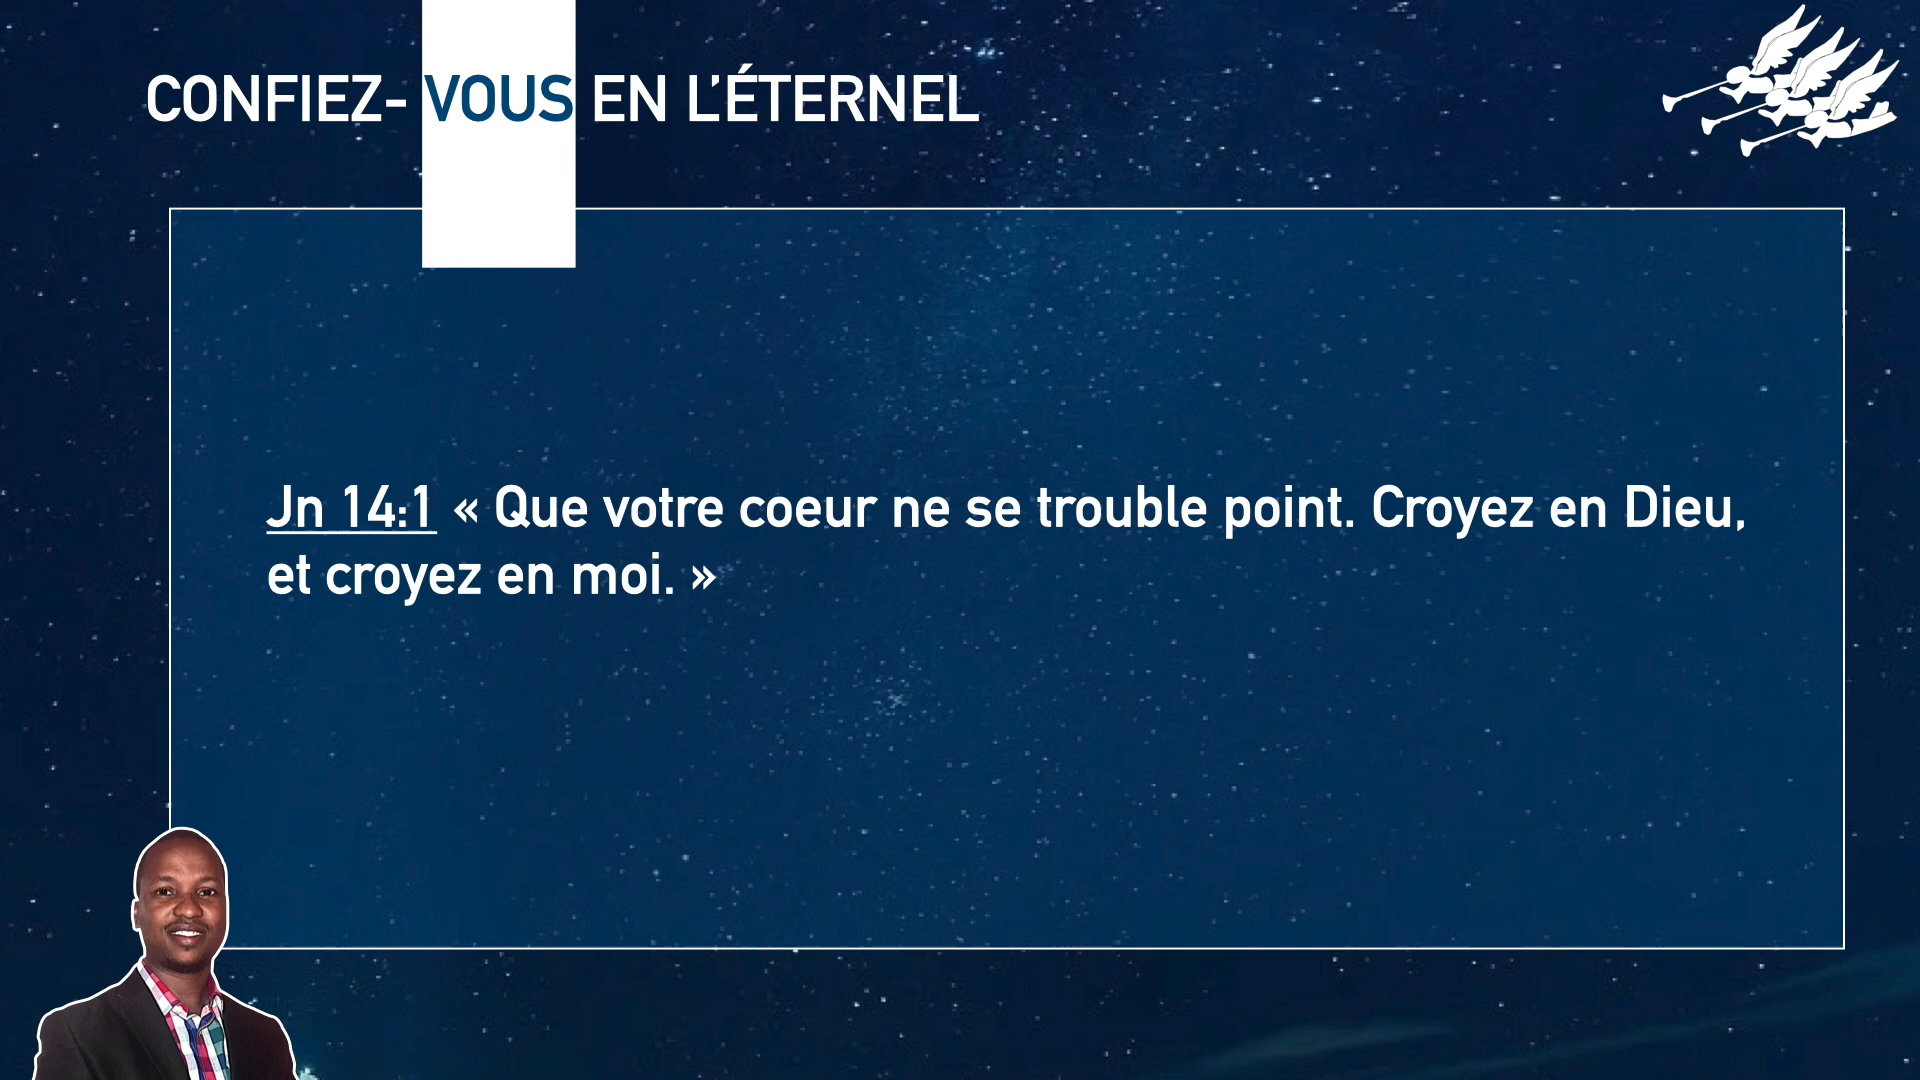 CONFIEZ- VOUS EN L’ÉTERNEL
Jn 14:1 « Que votre coeur ne se trouble point. Croyez en Dieu,
et croyez en moi. »